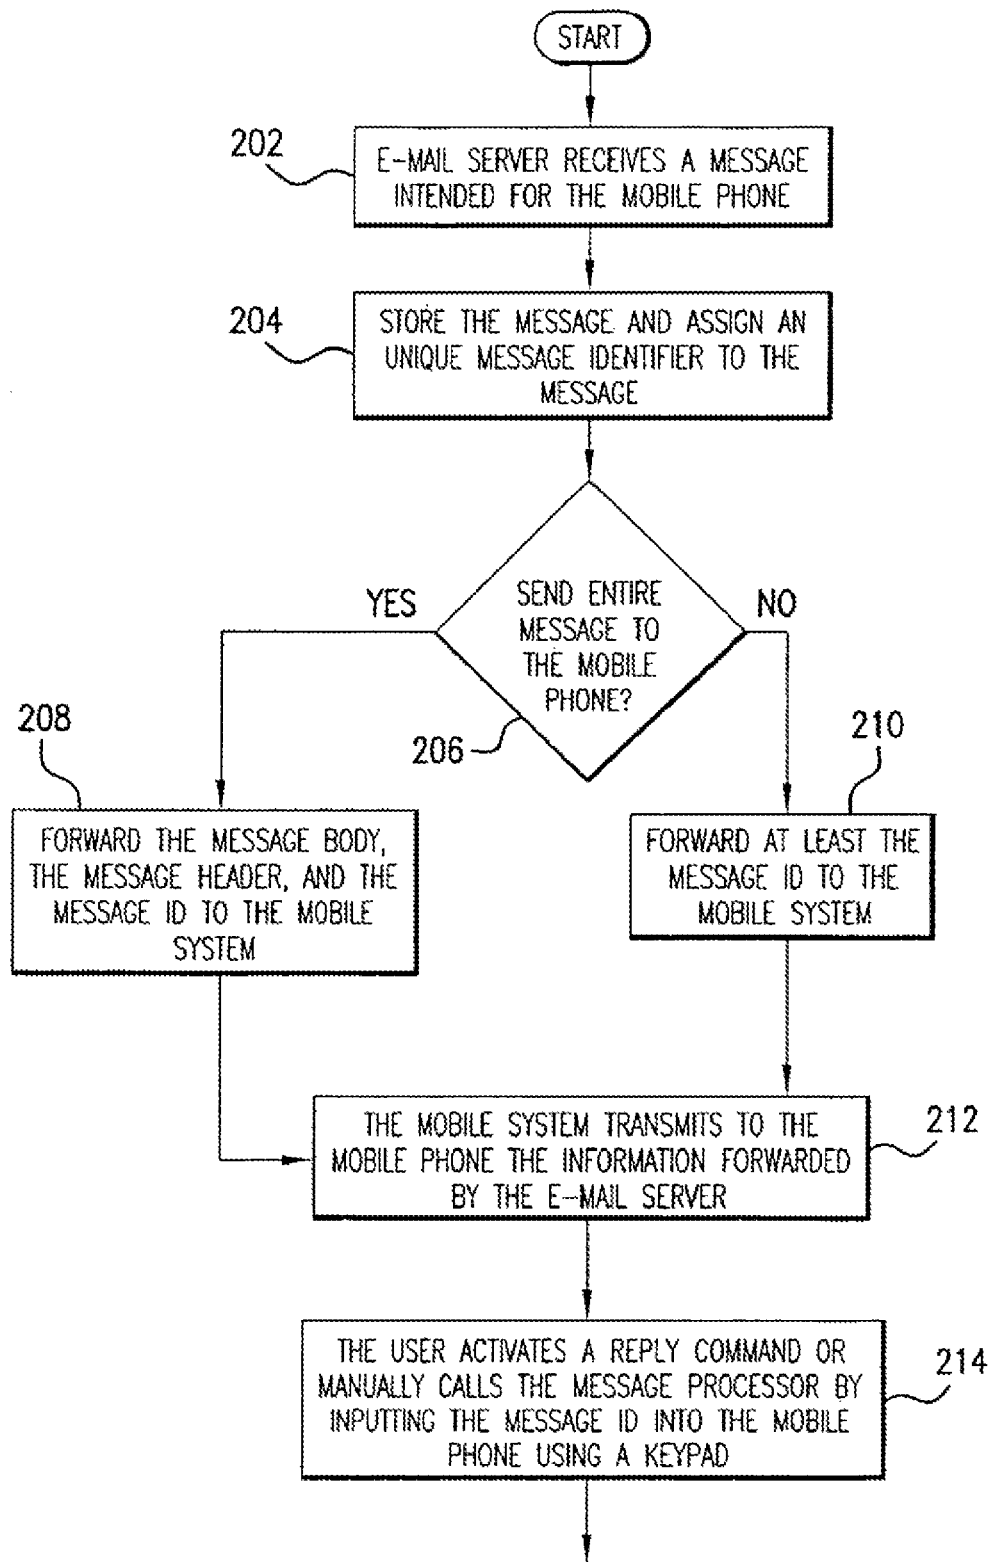 START
202
E-MAIL SERVER RECEIVES A MESSAGE
INTENDED FOR THE MOBILE PHONE
204
STORE THE MESSAGE AND ASSIGN AN
UNIQUE MESSAGE IDENTIFIER TO THE
MESSAGE
YES
SEND ENTIRE
MESSAGE TO
THE MOBILE
PHONE?
NO
206
208
FORWARD THE MESSAGE BODY,
THE MESSAGE HEADER, AND THE
MESSAGE ID TO THE MOBILE
SYSTEM
210
FORWARD AT LEAST THE
MESSAGE ID TO THE
MOBILE SYSTEM
THE MOBILE SYSTEM TRANSMITS TO THE
MOBILE PHONE THE INFORMATION FORWARDED
BY THE E-MAIL SERVER
212
THE USER ACTIVATES A REPLY COMMAND OR
MANUALLY CALLS THE MESSAGE PROCESSOR BY
INPUTTING THE MESSAGE ID INTO THE MOBILE
PHONE USING A KEYPAD
214